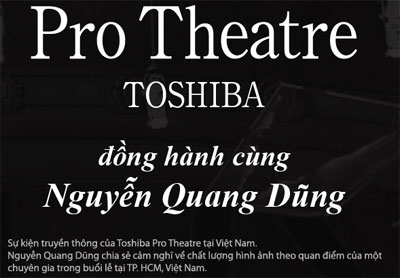 Pro Theatre
TOSHIBA
đồng hành cùng
Nguyễn Quang Dũng
Sự kiện truyền thông của Toshiba Pro Theatre tại Việt Nam.
Nguyễn Quang Dũng chia sẻ cảm nghĩ về chất lượng hình ảnh theo quan điểm của một
chuyên gia trong buổi lễ tại TP. HCM, Việt Nam.